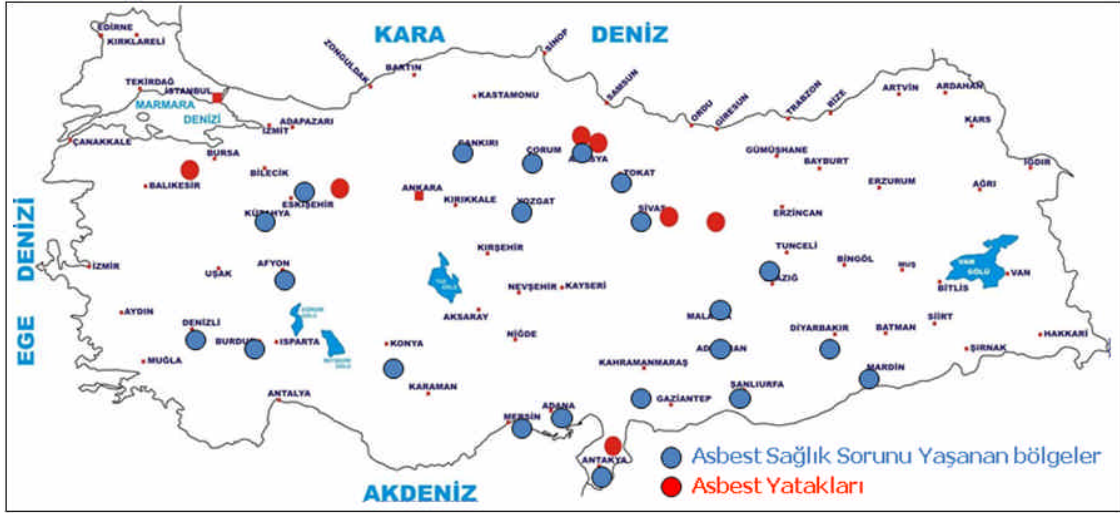 KARA DENİZ
EDİRNE
KIRKLARELİ
TEKİRDAĞ
İSTANBUL
MARMARA
DENİZİ
İZMİT
ADAPAZARI
ZONGULDAK
BARTIN
KASTAMONU
SİNOP
SAMSUN
ORDU
GİRESUN
TRABZON
RİZE
ARTVİN
ARDAHAN
KARS
IĞDIR
ÇANAKKALE
BURSA
BİLECİK
BALIKESİR
ESKİŞEHİR
ANKARA
KIRIKKALE
ÇORUM
TOKAT
SİVAS
YOZGAT
GÜMÜŞHANE
BAYBURT
ERZURUM
AĞRI
ERZİNCAN
EGE DENİZİ
İZMİR
UŞAK
AFYON
KIRŞEHİR
NEVŞEHİR
KAYSERİ
TUNCELİ
BİNGÖL
MUŞ
VAN
GÖLÜ
VAN
BİTLİS
AYDIN
DENİZLİ
ISPARTA
AKSARAY
NİĞDE
KONYA
DİYARBAKIR
BATMAN
SİİRT
HAKKARİ
ŞIRNAK
MUĞLA
ANTALYA
KARAMAN
KAHRAMANMARAŞ
GAZİANTEP
ŞANLIURFA
MARDİN
MERSİN
ADANA
ANTAKYA
AKDENİZ
Asbest Sağlık Sorunu Yaşanan bölgeler
Asbest Yatakları